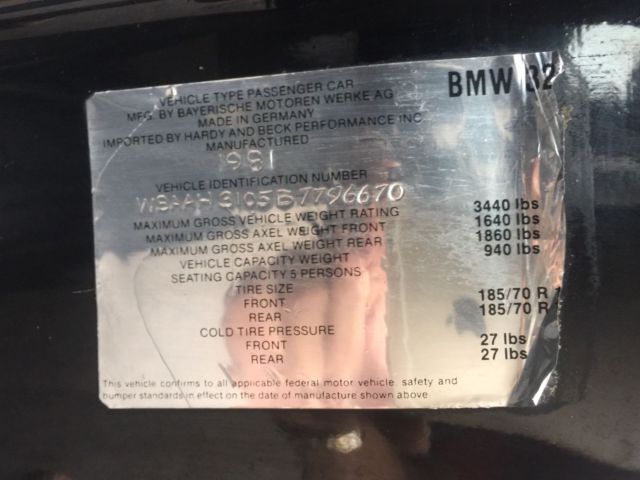 BMW 32
VEHICLE TYPE PASSENGER CAR
MFG. BY BAYERISCHE MOTOREN WERKE AG
MADE IN GERMANY
IMPORTED BY HARDY AND BECK PERFORMANCE INC
MANUFACTURED
1981
VEHICLE IDENTIFICATION NUMBER
WBAAH3105B7796670
MAXIMUM GROSS VEHICLE WEIGHT RATING 3440 lbs
MAXIMUM GROSS AXEL WEIGHT FRONT 1640 lbs
MAXIMUM GROSS AXEL WEIGHT REAR 1860 lbs
VEHICLE CAPACITY WEIGHT 940 lbs
SEATING CAPACITY 5 PERSONS
TIRE SIZE
FRONT 185/70 R 1
REAR 185/70 R
COLD TIRE PRESSURE
FRONT 27 lbs
REAR 27 lbs
This vehicle confirms to all applicable federal motor vehicle safety and
bumper standards in effect on the date of manufacture shown above.